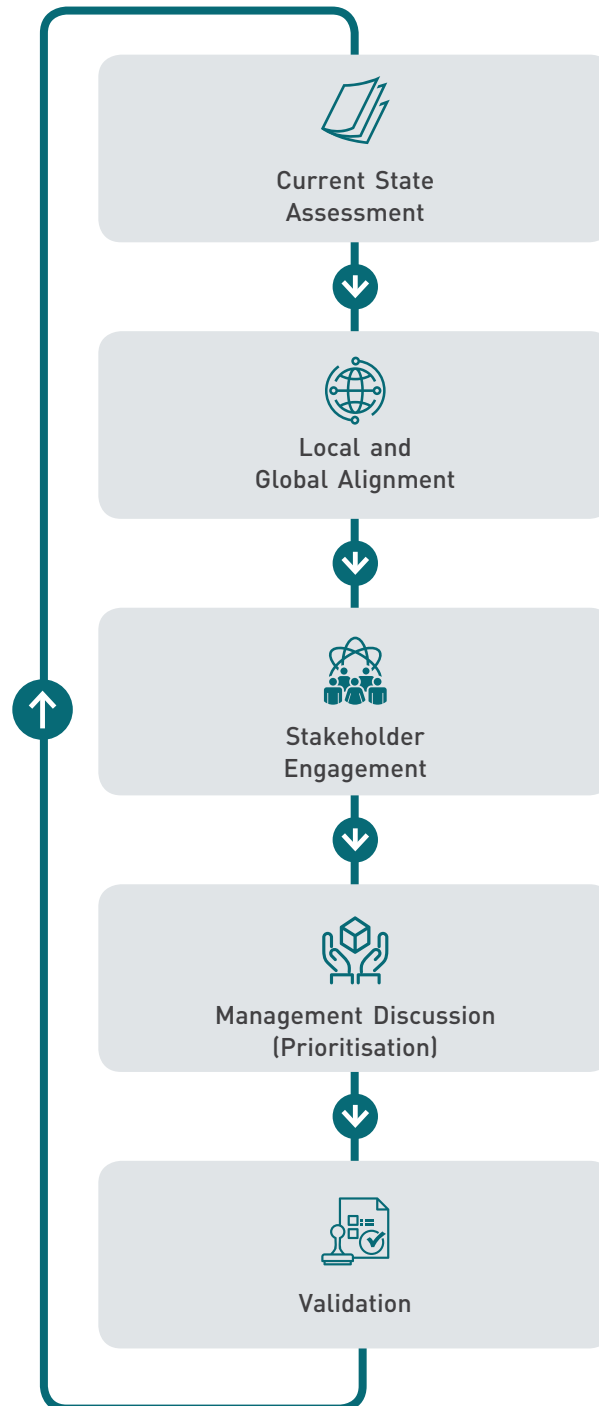 Current State
Assessment
Local and
Global Alignment
Stakeholder
Engagement
Management Discussion
(Prioritisation)
Validation